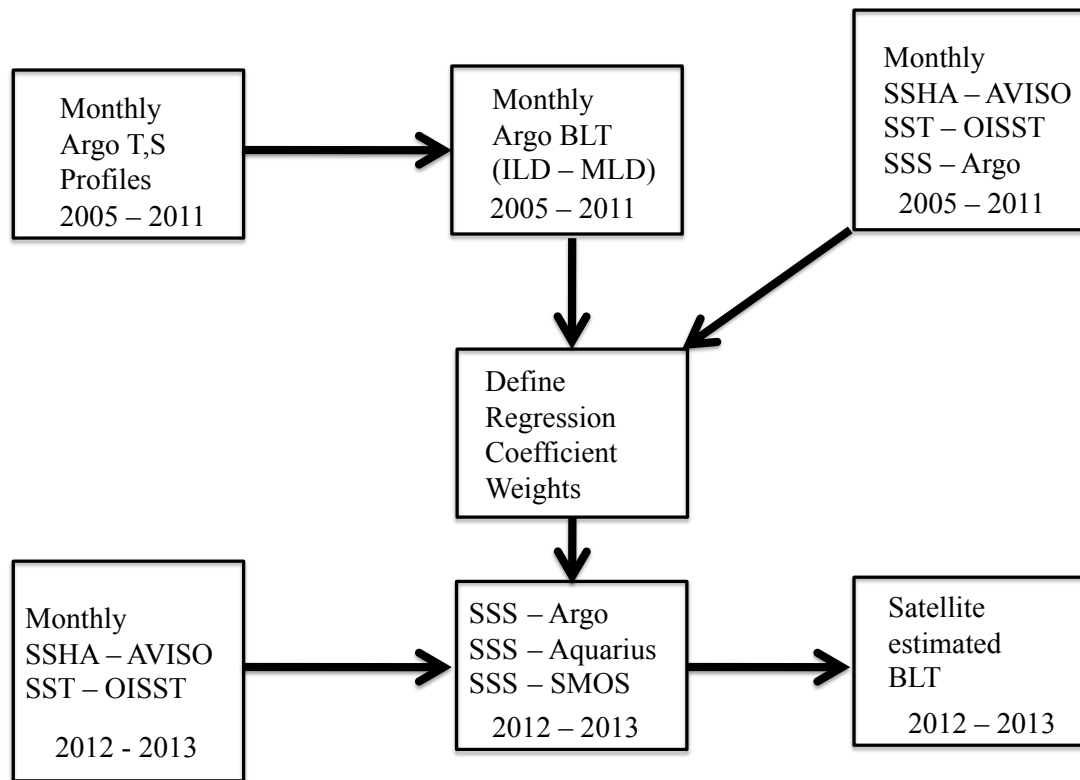 Monthly
Argo T,S
Profiles
2005 – 2011
Monthly
Argo BLT
(ILD – MLD)
2005 – 2011
Monthly
SSHA – AVISO
SST – OISST
SSS – Argo
2005 – 2011
Define
Regression
Coefficient
Weights
Monthly
SSHA – AVISO
SST – OISST
2012 - 2013
SSS – Argo
SSS – Aquarius
SSS – SMOS
2012 – 2013
Satellite
estimated
BLT
2012 – 2013